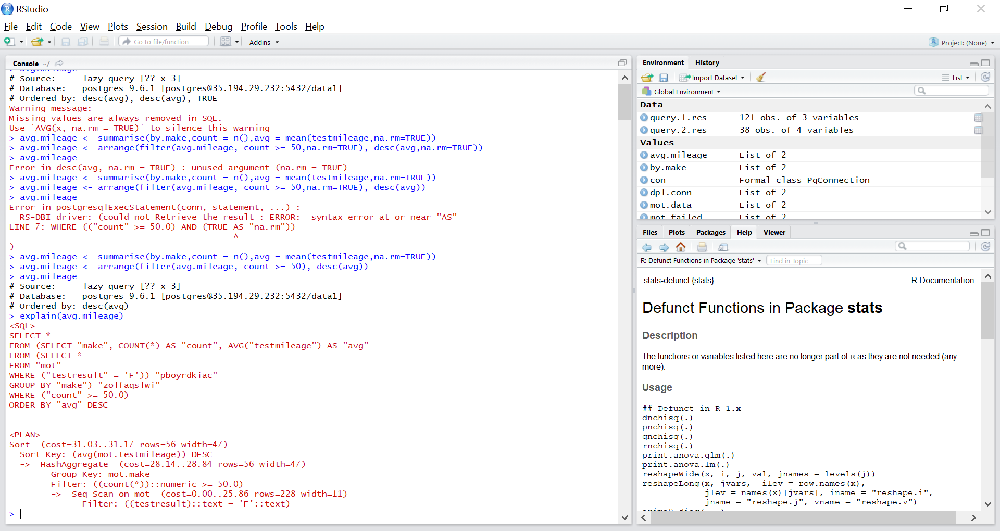 RStudio
File Edit Code View Plots Session Build Debug Profile Tools Help
Go to file/function Addins Project: (None)
Console ~/
> avg.mileage
# Source:     lazy query [?? x 3]
# Database:   postgres 9.6.1 [postgres@35.194.29.232:5432/data1]
# Ordered by: desc(avg), desc(avg), TRUE
Warning message:
Missing values are always removed in SQL.
Use `AVG(x, na.rm = TRUE)` to silence this warning
> avg.mileage <- summarise(by.make,count = n(),avg = mean(testmileage,na.rm=TRUE))
> avg.mileage <- arrange(filter(avg.mileage, count >= 50,na.rm=TRUE), desc(avg,na.rm=TRUE))
> avg.mileage
Error in desc(avg, na.rm = TRUE) : unused argument (na.rm = TRUE)
> avg.mileage <- summarise(by.make,count = n(),avg = mean(testmileage,na.rm=TRUE))
> avg.mileage <- arrange(filter(avg.mileage, count >= 50,na.rm=TRUE), desc(avg))
> avg.mileage
Error in postgresqlExecStatement(conn, statement, ...) :
  RS-DBI driver: (could not Retrieve the result : ERROR:  syntax error at or near "AS"
LINE 7: WHERE (("count" >= 50.0) AND (TRUE AS "na.rm"))
^
)
> avg.mileage <- summarise(by.make,count = n(),avg = mean(testmileage,na.rm=TRUE))
> avg.mileage <- arrange(filter(avg.mileage, count >= 50), desc(avg))
> avg.mileage
# Source:     lazy query [?? x 3]
# Database:   postgres 9.6.1 [postgres@35.194.29.232:5432/data1]
# Ordered by: desc(avg)
> explain(avg.mileage)
<SQL>
SELECT *
FROM (SELECT "make", COUNT(*) AS "count", AVG("testmileage") AS "avg"
FROM (SELECT *
FROM "mot"
WHERE ("testresult" = 'F')) "pboyrdkiac"
GROUP BY "make") "zolfaqslwi"
WHERE ("count" >= 50.0)
ORDER BY "avg" DESC
<PLAN>
Sort  (cost=31.03..31.17 rows=56 width=47)
  Sort Key: (avg(mot.testmileage)) DESC
  ->  HashAggregate  (cost=28.14..28.84 rows=56 width=47)
        Group Key: mot.make
        Filter: ((count(*))::numeric >= 50.0)
        ->  Seq Scan on mot  (cost=0.00..25.86 rows=228 width=11)
              Filter: ((testresult)::text = 'F'::text)
>
Environment History
Import Dataset List
Global Environment
Data
query.1.res 121 obs. of 3 variables
query.2.res 38 obs. of 4 variables
Values
avg.mileage List of 2
by.make List of 2
con Formal class PqConnection
dpl.conn List of 2
mot.data List of 2
mot failed List of 2
Files Plots Packages Help Viewer
R: Defunct Functions in Package 'stats' Find in Topic
stats-defunct {stats} R Documentation
Defunct Functions in Package stats
Description
The functions or variables listed here are no longer part of R as they are not needed (any
more).
Usage
## Defunct in R 1.x
dnchisq(.)
pnchisq(.)
qnchisq(.)
rnchisq(.)
print.anova.glm(.)
print.anova.lm(.)
reshapeWide(x, i, j, val, jnames = levels(j))
reshapeLong(x, jvars,  ilev = row.names(x),
            jlev = names(x)[jvars], iname = "reshape.i",
            jname = "reshape.j", vname = "reshape.v")